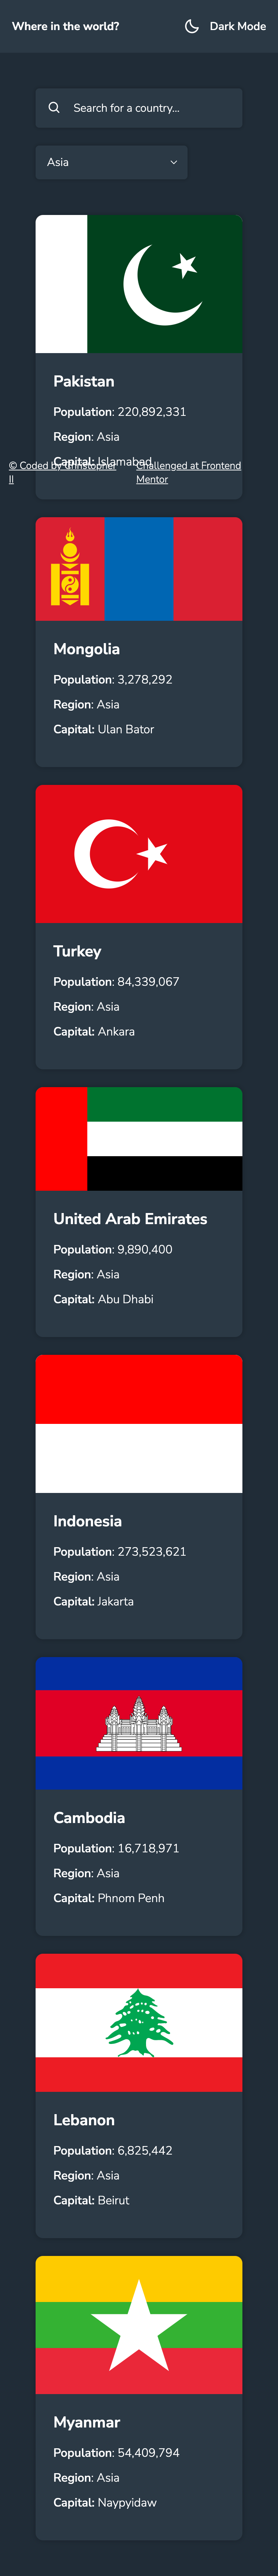 Where in the world?
Dark Mode
Search for a country...
Asia
Pakistan
Population: 220,892,331
Region: Asia
Capital: Islamabad
© Coded by Christopher
II
Challenged at Frontend
Mentor
Mongolia
Population: 3,278,292
Region: Asia
Capital: Ulan Bator
Turkey
Population: 84,339,067
Region: Asia
Capital: Ankara
United Arab Emirates
Population: 9,890,400
Region: Asia
Capital: Abu Dhabi
Indonesia
Population: 273,523,621
Region: Asia
Capital: Jakarta
Cambodia
Population: 16,718,971
Region: Asia
Capital: Phnom Penh
Lebanon
Population: 6,825,442
Region: Asia
Capital: Beirut
Myanmar
Population: 54,409,794
Region: Asia
Capital: Naypyidaw